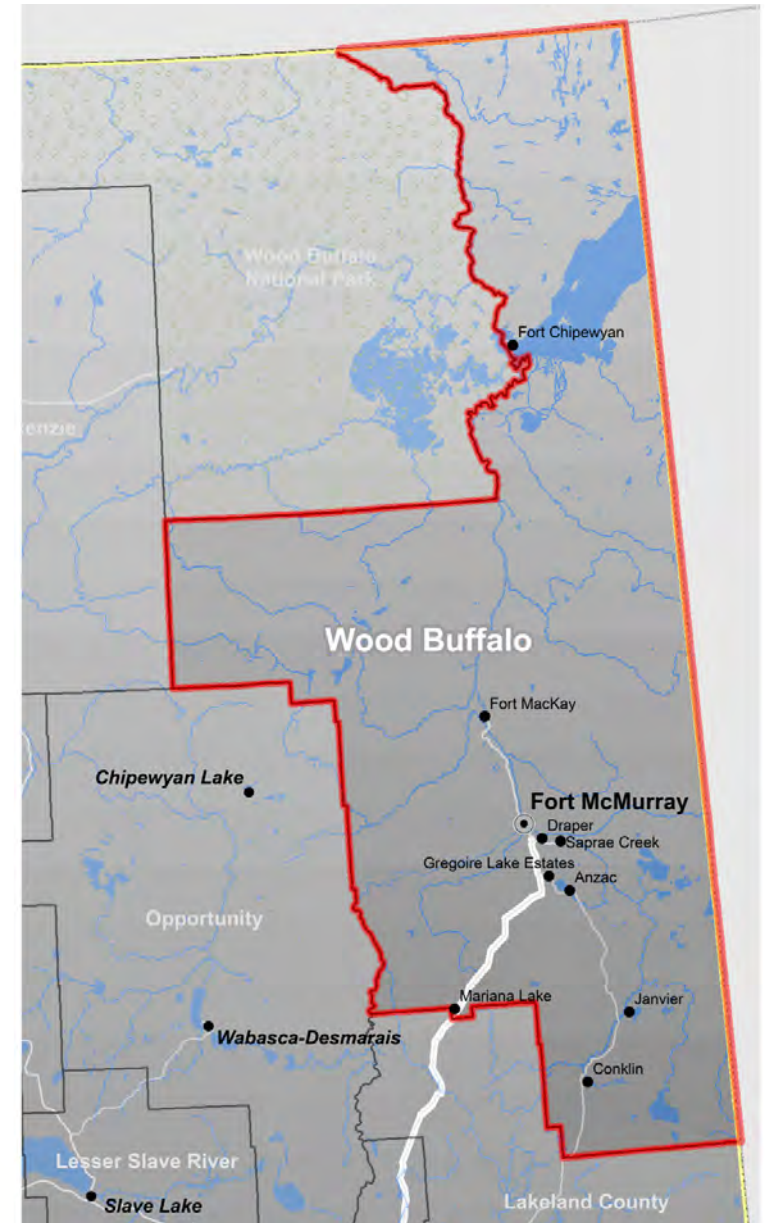 Wood Buffalo
National Park
Fort Chipewyan
enzie
Wood Buffalo
Fort MacKay
Chipewyan Lake
Fort McMurray
Draper
Saprae Creek
Gregoire Lake Estates
Anzac
Opportunity
Mariana Lake
Janvier
Wabasca-Desmarais
Conklin
Lesser Slave River
Slave Lake
Lakeland County